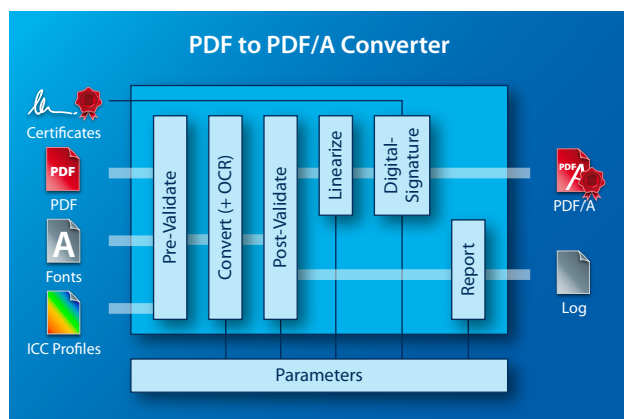 PDF to PDF/A Converter
Certificates
PDF
PDF
Fonts
A
ICC Profiles
Pre-Validate
Convert (+ OCR)
Post-Validate
Linearize
Digital-
Signature
Report
PDF
A
PDF/A
Log
Parameters